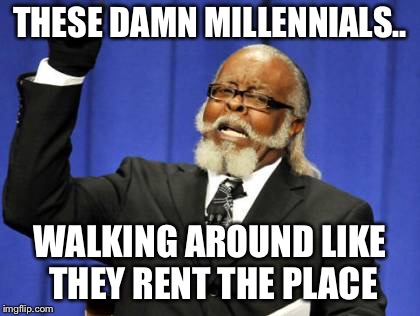 THESE DAMN MILLENNIALS..
WALKING AROUND LIKE
THEY RENT THE PLACE
imgflip.com